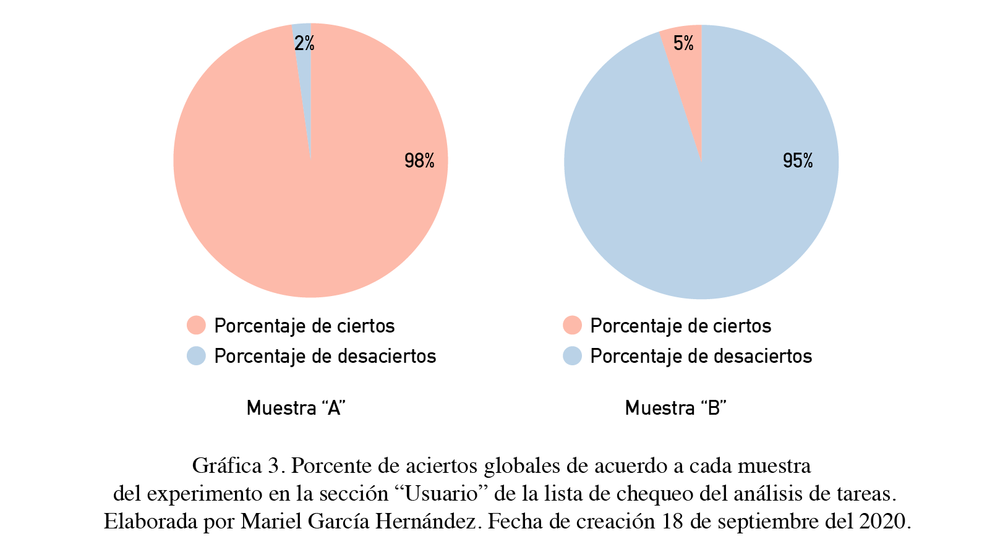 2%
98%
Porcentaje de ciertos
Porcentaje de desaciertos
Muestra “A”
5%
95%
Porcentaje de ciertos
Porcentaje de desaciertos
Muestra “B”
Gráfica 3. Porcente de aciertos globales de acuerdo a cada muestra
del experimento en la sección “Usuario” de la lista de chequeo del análisis de tareas.
Elaborada por Mariel García Hernández. Fecha de creación 18 de septiembre del 2020.